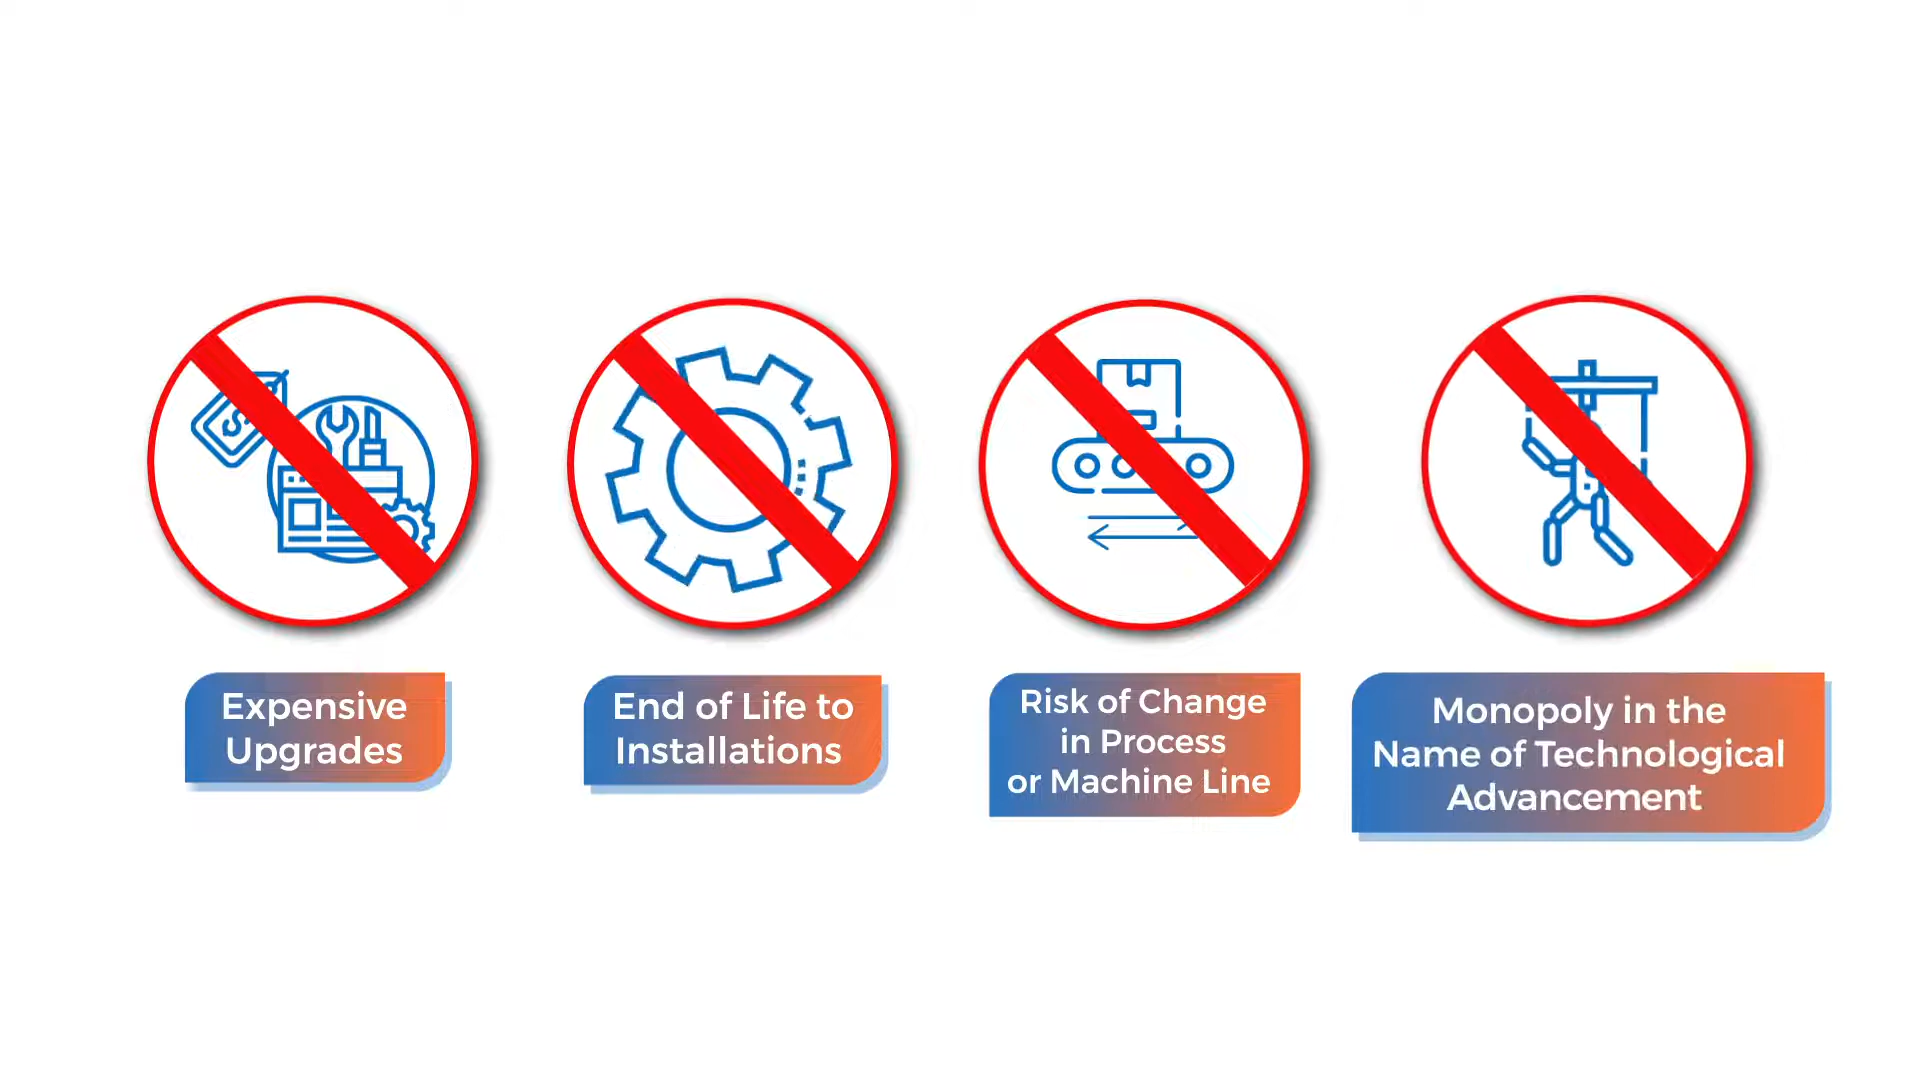 Expensive
Upgrades
End of Life to
Installations
Risk of Change
in Process
or Machine Line
Monopoly in the
Name of Technological
Advancement